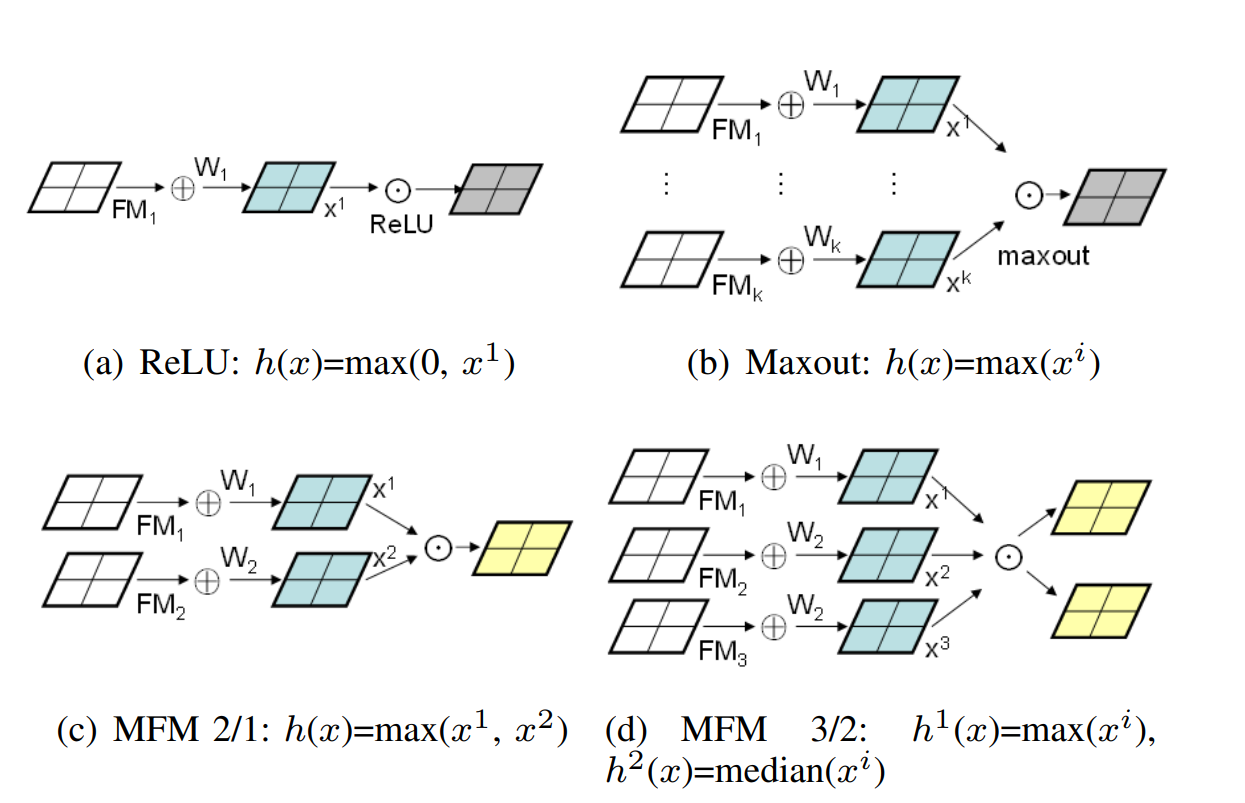 FM₁ W₁ x¹ ReLU
(a) ReLU: h(x)=max(0, x¹)
FM₁ W₁ x¹
⋮ ⋮ ⋮
FMₖ Wₖ xᵏ maxout
(b) Maxout: h(x)=max(xⁱ)
FM₁ W₁ x¹
FM₂ W₂ x²
(c) MFM 2/1: h(x)=max(x¹, x²)
FM₁ W₁ x¹
FM₂ W₂ x²
FM₃ W₂ x³
(d) MFM 3/2: h¹(x)=max(xⁱ),
h²(x)=median(xⁱ)